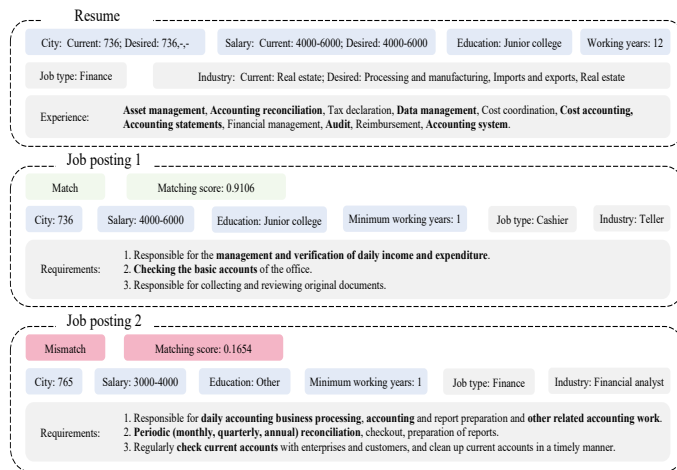 Resume
City: Current: 736; Desired: 736,-,-
Salary: Current: 4000-6000; Desired: 4000-6000
Education: Junior college
Working years: 12
Job type: Finance
Industry: Current: Real estate; Desired: Processing and manufacturing, Imports and exports, Real estate
Experience:
Asset management, Accounting reconciliation, Tax declaration, Data management, Cost coordination, Cost accounting,
Accounting statements, Financial management, Audit, Reimbursement, Accounting system.
Job posting 1
Match
Matching score: 0.9106
City: 736
Salary: 4000-6000
Education: Junior college
Minimum working years: 1
Job type: Cashier
Industry: Teller
Requirements:
1. Responsible for the management and verification of daily income and expenditure.
2. Checking the basic accounts of the office.
3. Responsible for collecting and reviewing original documents.
Job posting 2
Mismatch
Matching score: 0.1654
City: 765
Salary: 3000-4000
Education: Other
Minimum working years: 1
Job type: Finance
Industry: Financial analyst
Requirements:
1. Responsible for daily accounting business processing, accounting and report preparation and other related accounting work.
2. Periodic (monthly, quarterly, annual) reconciliation, checkout, preparation of reports.
3. Regularly check current accounts with enterprises and customers, and clean up current accounts in a timely manner.